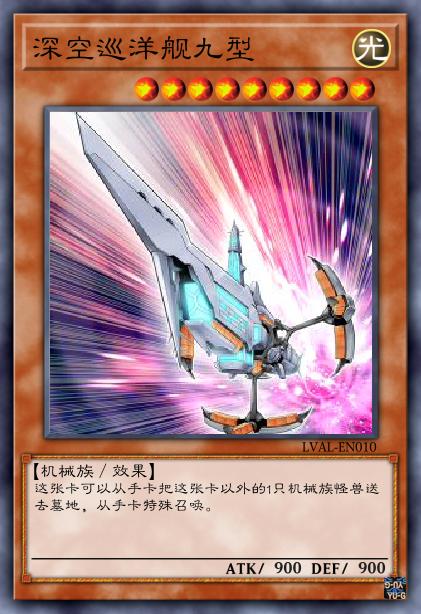 深空巡洋舰九型
光
LVAL-EN010
【机械族 / 效果】
这张卡可以从手卡把这张卡以外的1只机械族怪兽送
去墓地，从手卡特殊召唤。
ATK/ 900 DEF/ 900